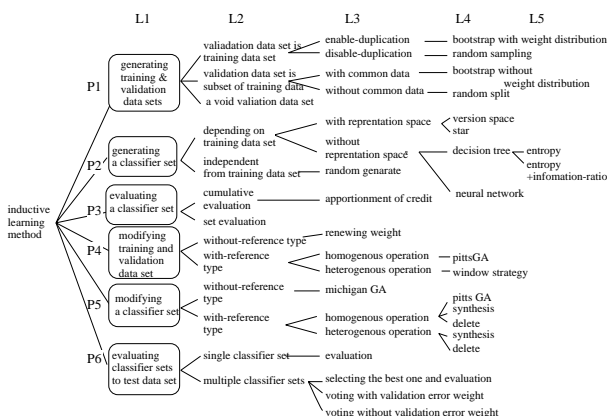 L1 L2 L3 L4 L5
inductive
learning
method
P1
generating
training &
validation
data sets
valiadation data set is
training data set
enable-duplication
bootstrap with weight distribution
disable-duplication
random sampling
validation data set is
subset of training data
with common data
bootstrap without
weight distribution
without common data
random split
a void valiation data set
P2
generating
a classifier set
depending on
training data set
with reprentation space
version space
star
without
reprentation space
decision tree
entropy
entropy
+infomation-ratio
neural network
independent
from training data set
random genarate
P3
evaluating
a classifier set
cumulative
evaluation
apportionment of credit
set evaluation
P4
modifying
training and
validation
data set
without-reference type
renewing weight
with-reference
type
homogenous operation
pittsGA
heterogenous operation
window strategy
P5
modifying
a classifier set
without-reference
type
michigan GA
with-reference
type
homogenous operation
pitts GA
synthesis
delete
heterogenous operation
synthesis
delete
P6
evaluating
classifier sets
to test data set
single classifier set
evaluation
multiple classifier sets
selecting the best one and evaluation
voting with validation error weight
voting without validation error weight